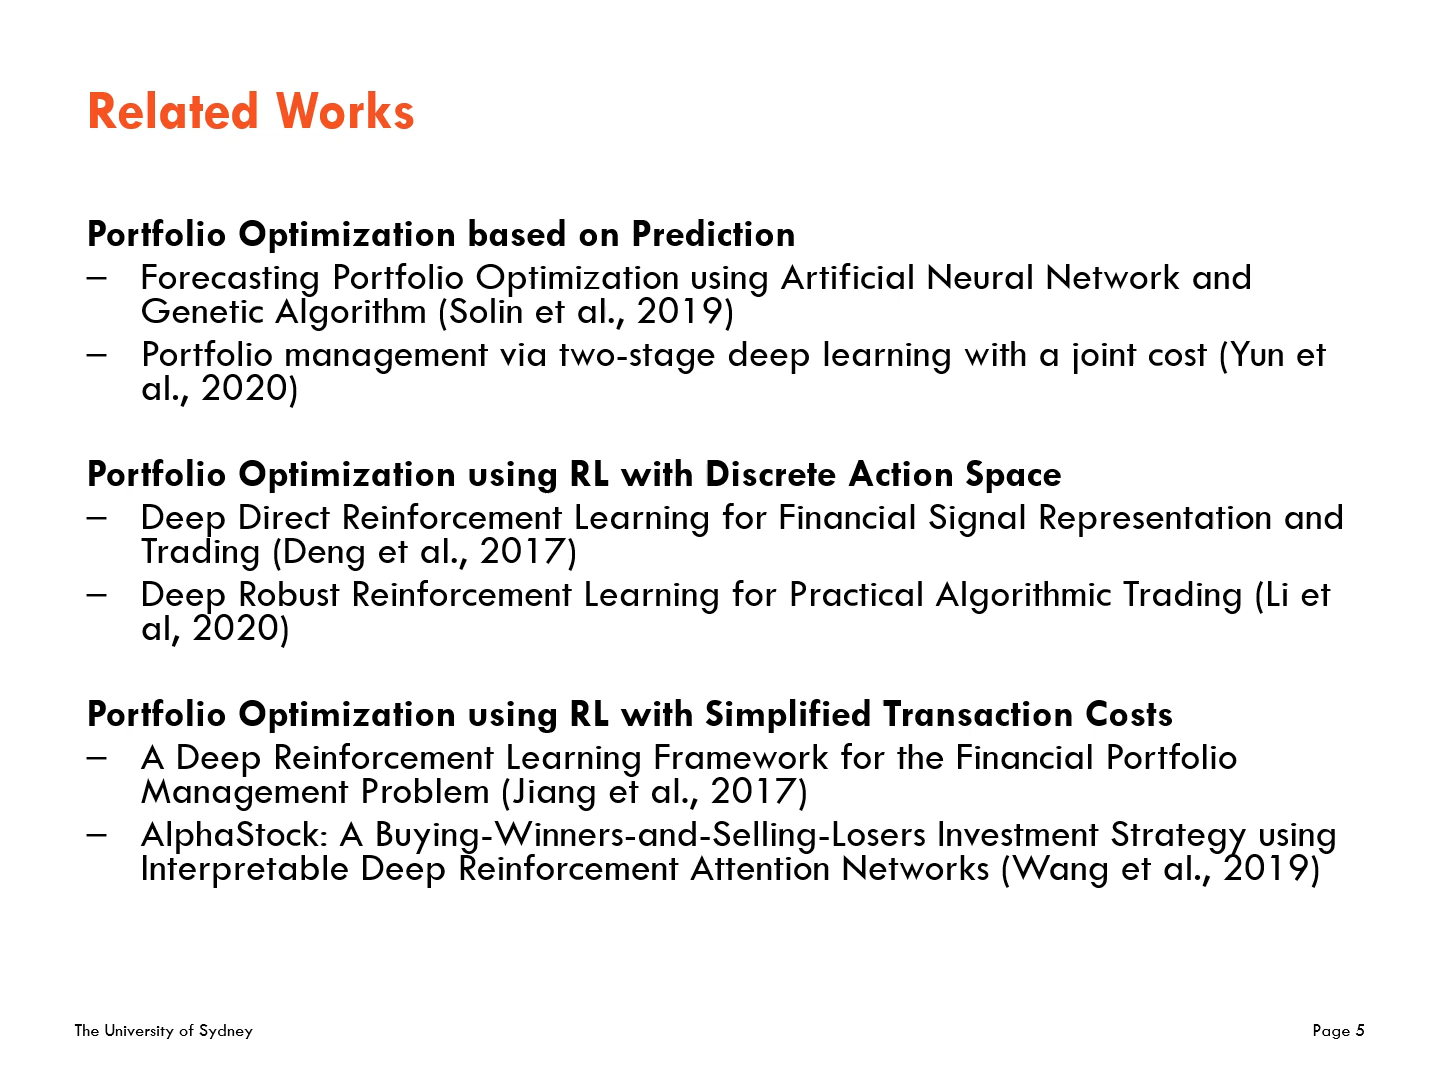 Related Works
Portfolio Optimization based on Prediction
– Forecasting Portfolio Optimization using Artificial Neural Network and
Genetic Algorithm (Solin et al., 2019)
– Portfolio management via two-stage deep learning with a joint cost (Yun et
al., 2020)
Portfolio Optimization using RL with Discrete Action Space
– Deep Direct Reinforcement Learning for Financial Signal Representation and
Trading (Deng et al., 2017)
– Deep Robust Reinforcement Learning for Practical Algorithmic Trading (Li et
al, 2020)
Portfolio Optimization using RL with Simplified Transaction Costs
– A Deep Reinforcement Learning Framework for the Financial Portfolio
Management Problem (Jiang et al., 2017)
– AlphaStock: A Buying-Winners-and-Selling-Losers Investment Strategy using
Interpretable Deep Reinforcement Attention Networks (Wang et al., 2019)
The University of Sydney
Page 5